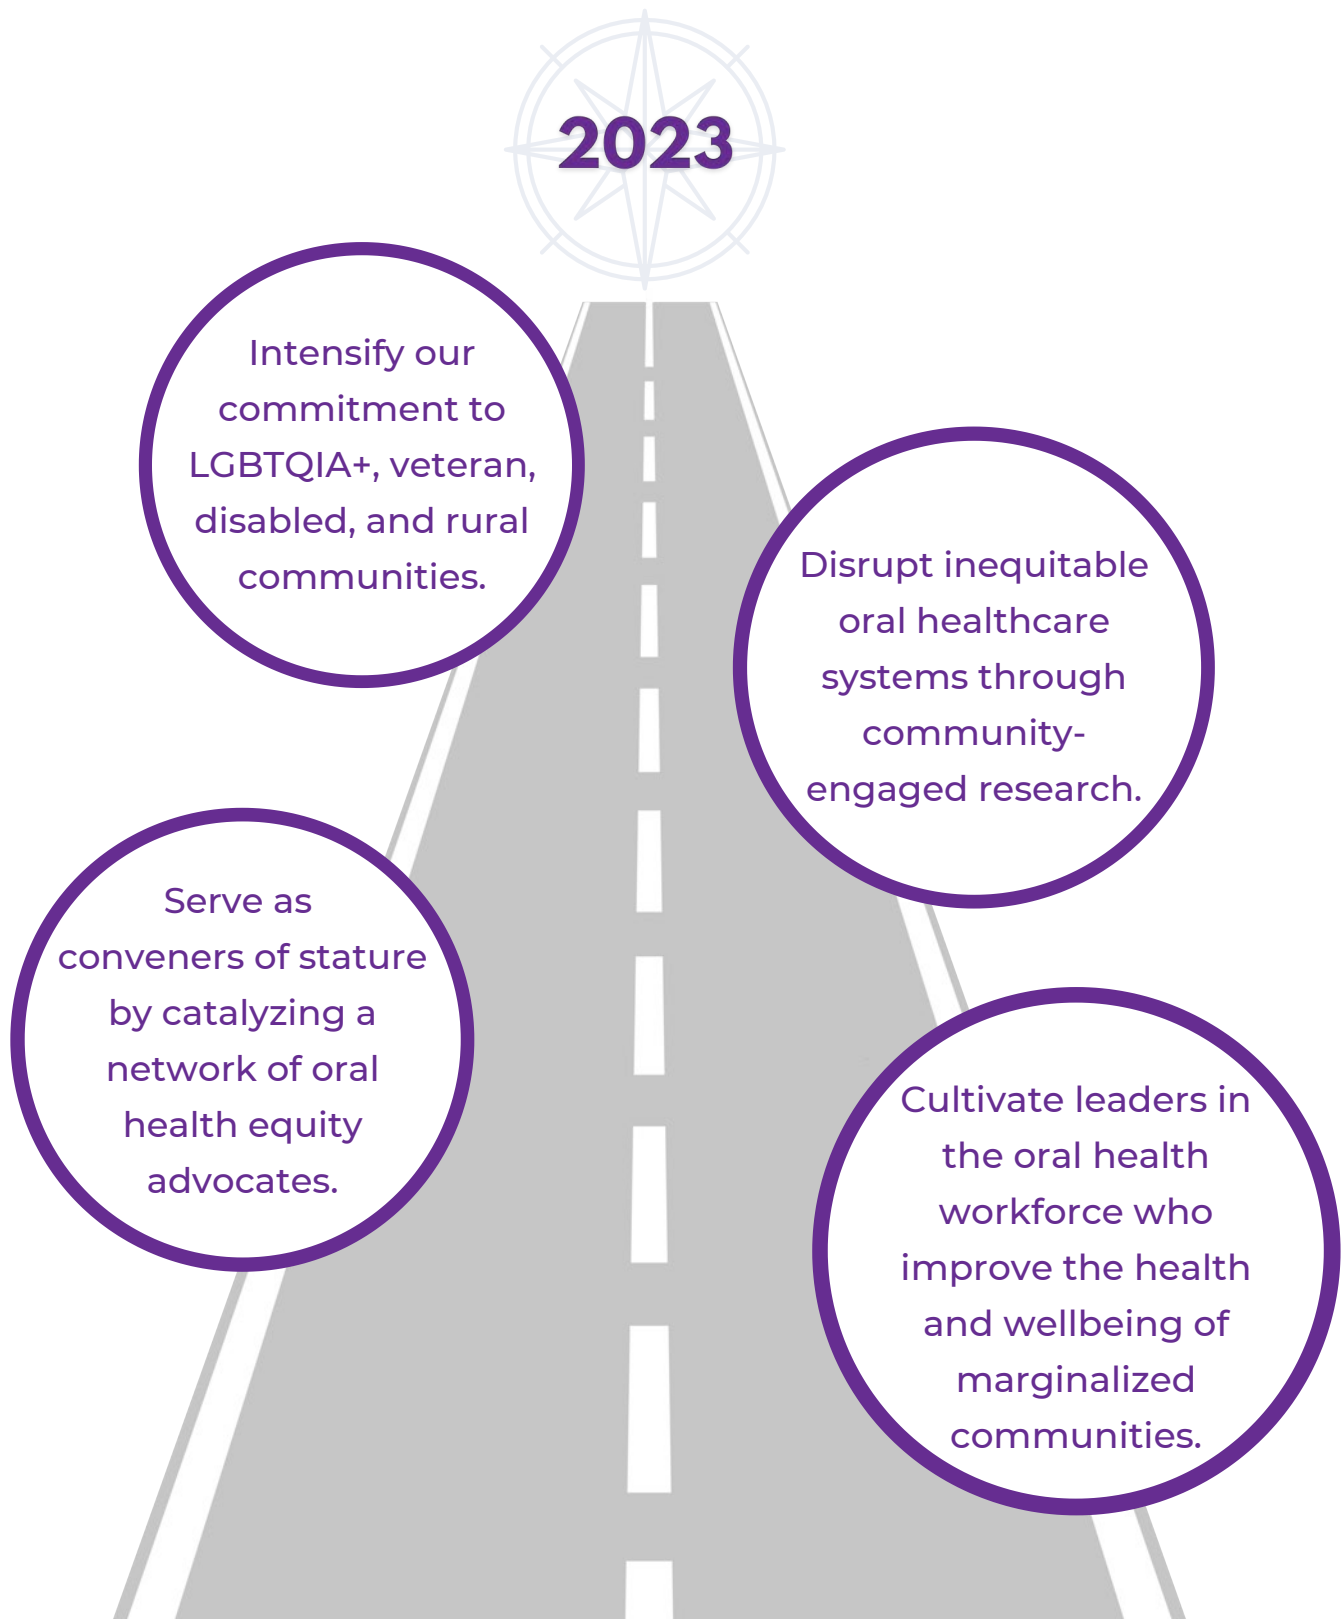 2023
Intensify our
commitment to
LGBTQIA+, veteran,
disabled, and rural
communities.
Disrupt inequitable
oral healthcare
systems through
community-
engaged research.
Serve as
conveners of stature
by catalyzing a
network of oral
health equity
advocates.
Cultivate leaders in
the oral health
workforce who
improve the health
and wellbeing of
marginalized
communities.